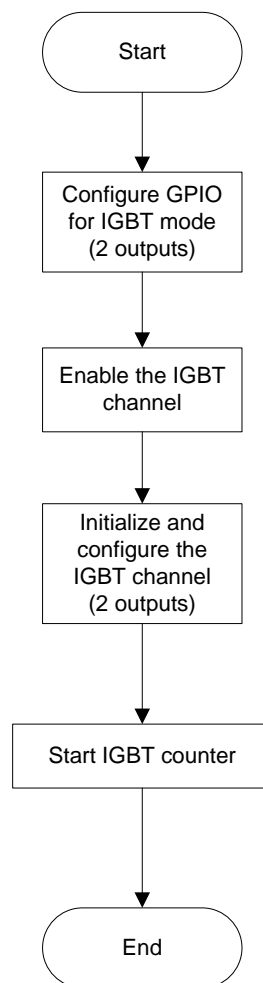 Start
Configure GPIO
for IGBT mode
(2 outputs)
Enable the IGBT
channel
Initialize and
configure the
IGBT channel
(2 outputs)
Start IGBT counter
End